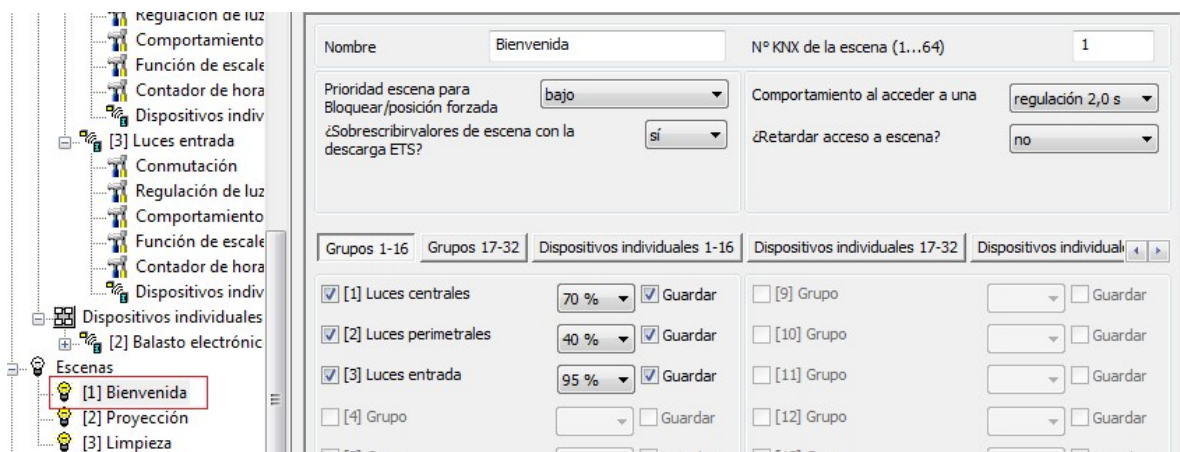 Regulación de luz
Comportamiento
Función de escale
Contador de hora
Dispositivos indiv
[3] Luces entrada
Conmutación
Regulación de luz
Comportamiento
Función de escale
Contador de hora
Dispositivos indiv
Dispositivos individuales
[2] Balasto electrónic
Escenas
[1] Bienvenida
[2] Proyección
[3] Limpieza
Nombre Bienvenida Nº KNX de la escena (1...64) 1
Prioridad escena para
Bloquear/posición forzada bajo
Comportamiento al acceder a una regulación 2,0 s
¿Sobrescribirvalores de escena con la
descarga ETS? sí
¿Retardar acceso a escena? no
Grupos 1-16 Grupos 17-32 Dispositivos individuales 1-16 Dispositivos individuales 17-32 Dispositivos individual
[1] Luces centrales 70 % Guardar [9] Grupo Guardar
[2] Luces perimetrales 40 % Guardar [10] Grupo Guardar
[3] Luces entrada 95 % Guardar [11] Grupo Guardar
[4] Grupo Guardar [12] Grupo Guardar